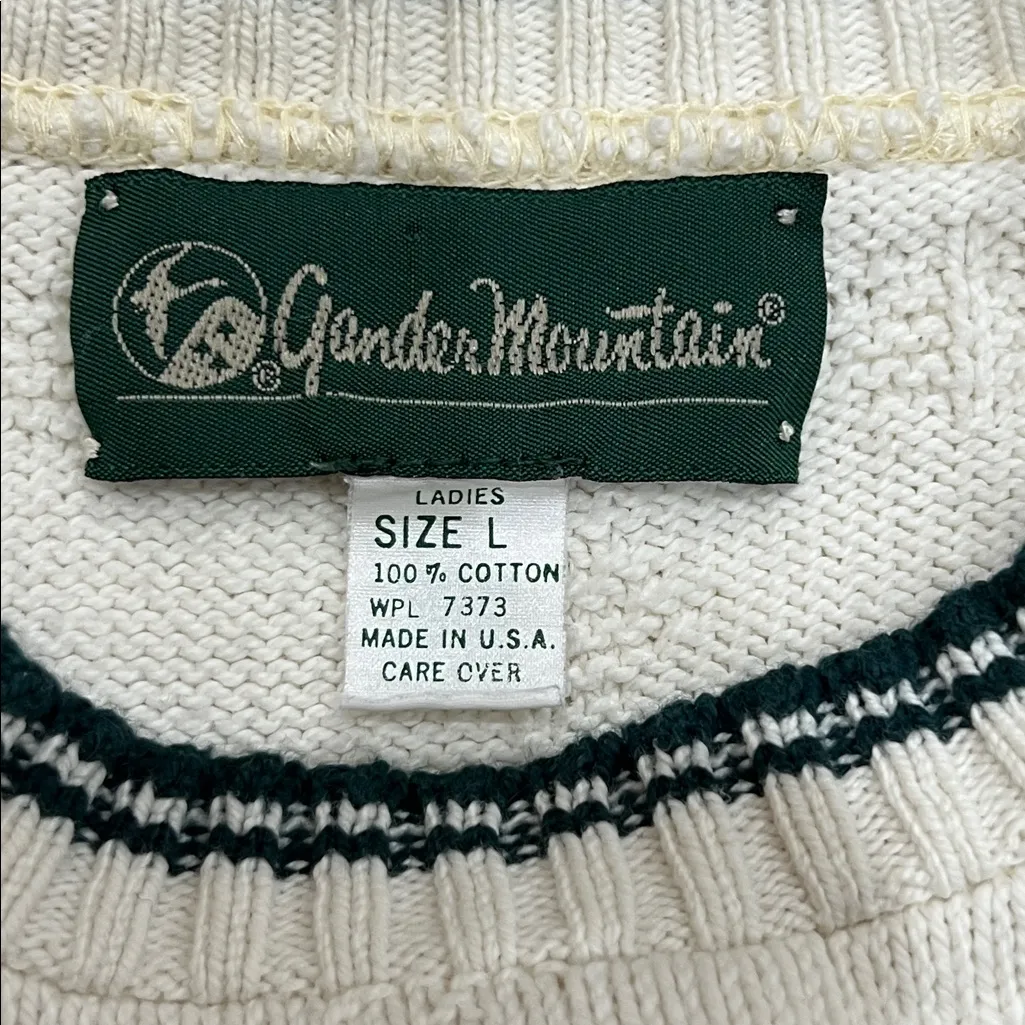 Gander Mountain®
®
LADIES
SIZE L
100 % COTTON
WPL 7373
MADE IN U.S.A.
CARE OVER